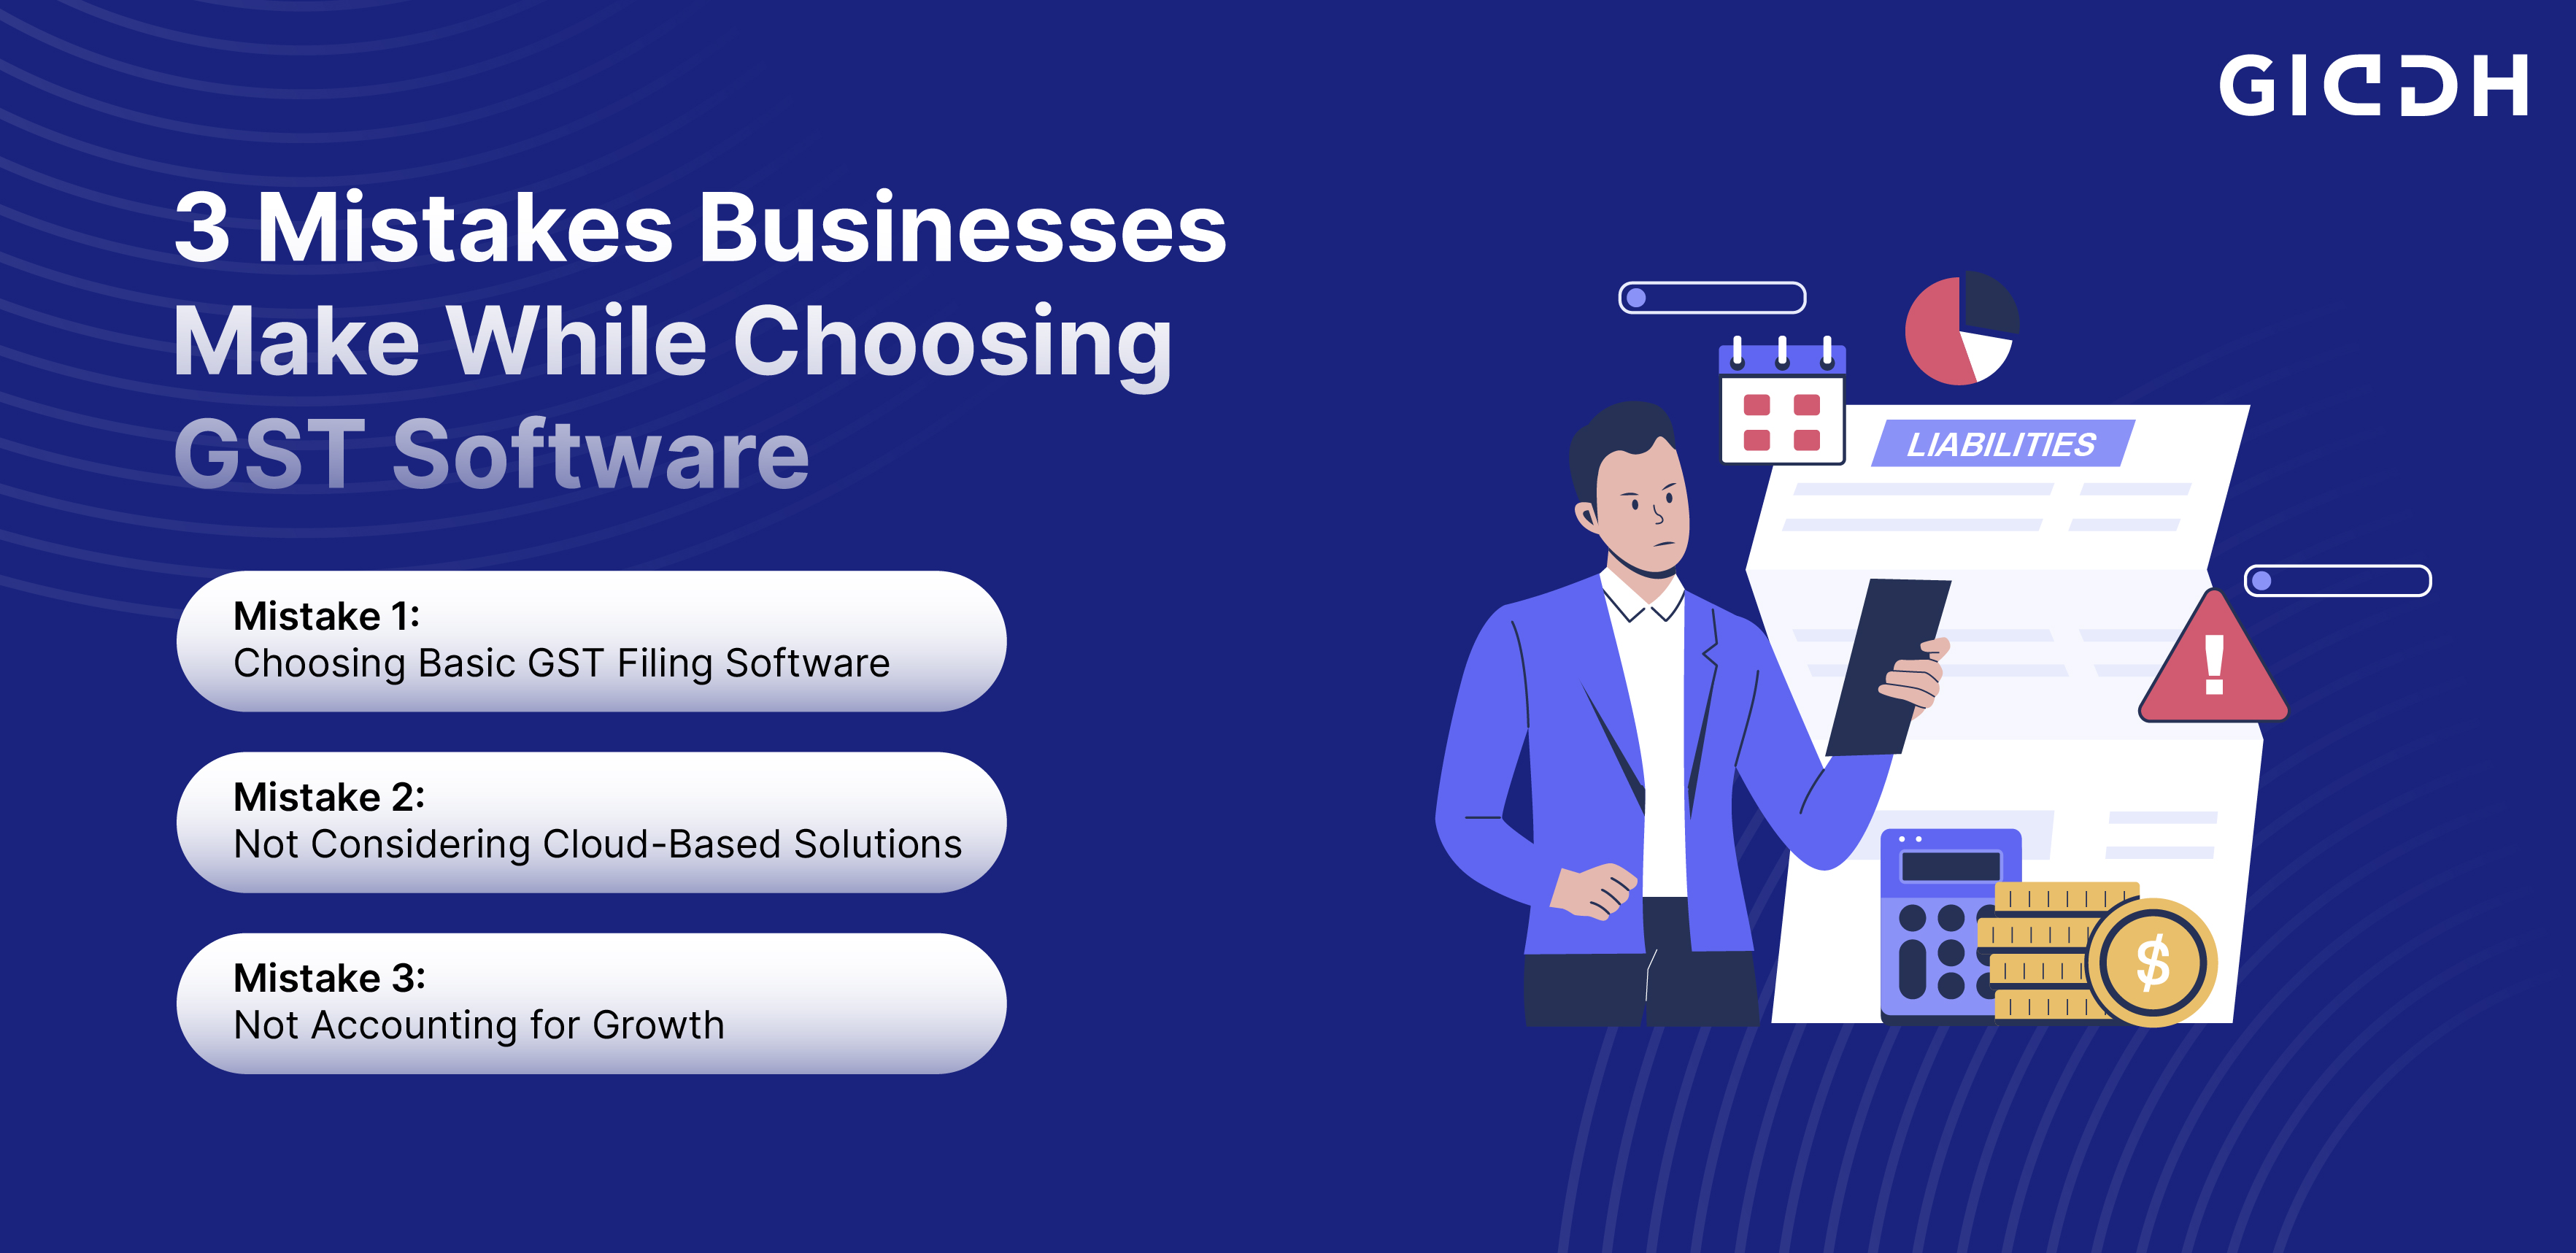 GIDDH
3 Mistakes Businesses
Make While Choosing
GST Software
Mistake 1:
Choosing Basic GST Filing Software
Mistake 2:
Not Considering Cloud-Based Solutions
Mistake 3:
Not Accounting for Growth
LIABILITIES
!
$